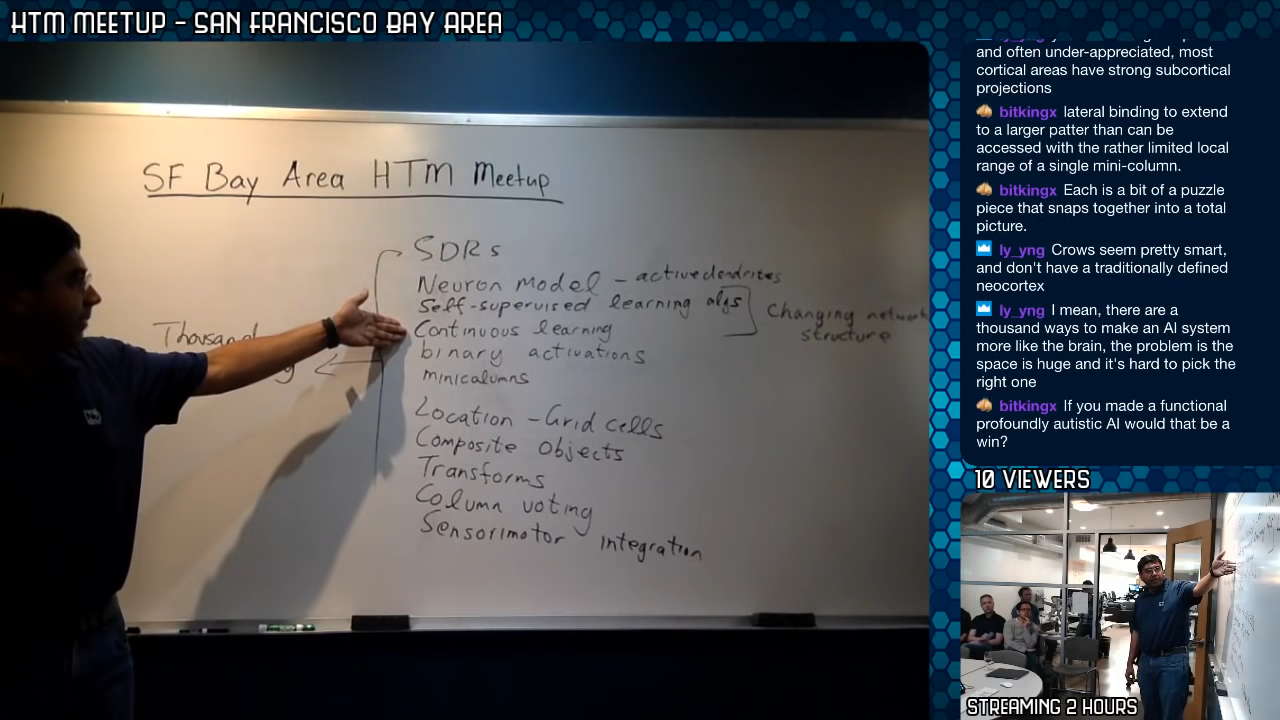 HTM MEETUP - SAN FRANCISCO BAY AREA
SF Bay Area HTM Meetup
SDRs
Neuron model - active dendrites
Self-supervised learning algs
Continuous learning
Changing network
structure
binary activations
minicolumns
Thousand
Location - Grid cells
Composite Objects
Transforms
Column voting
Sensorimotor integration
and often under-appreciated, most
cortical areas have strong subcortical
projections
bitkingx lateral binding to extend
to a larger patter than can be
accessed with the rather limited local
range of a single mini-column.
bitkingx Each is a bit of a puzzle
piece that snaps together into a total
picture.
ly_yng Crows seem pretty smart,
and don't have a traditionally defined
neocortex
ly_yng I mean, there are a
thousand ways to make an AI system
more like the brain, the problem is the
space is huge and it's hard to pick the
right one
bitkingx If you made a functional
profoundly autistic AI would that be a
win?
10 VIEWERS
STREAMING 2 HOURS